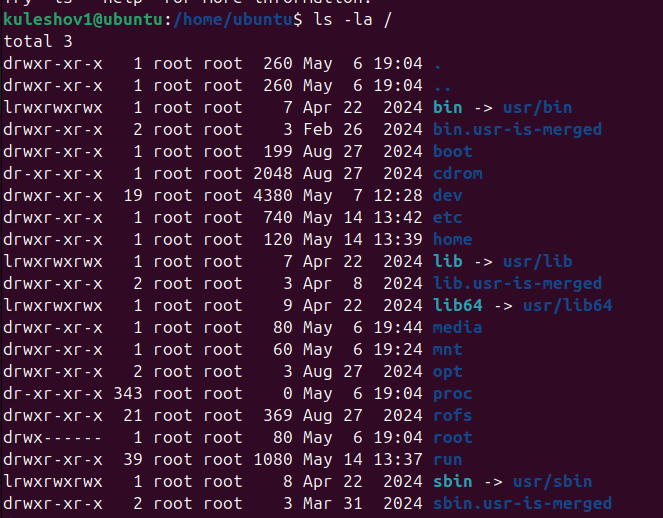 Try 'ls --help' for more information.
kuleshov1@ubuntu:/home/ubuntu$ ls -la /
total 3
drwxr-xr-x   1 root root  260 May  6 19:04 .
drwxr-xr-x   1 root root  260 May  6 19:04 ..
lrwxrwxrwx   1 root root    7 Apr 22  2024 bin -> usr/bin
drwxr-xr-x   2 root root    3 Feb 26  2024 bin.usr-is-merged
drwxr-xr-x   1 root root  199 Aug 27  2024 boot
dr-xr-xr-x   1 root root 2048 Aug 27  2024 cdrom
drwxr-xr-x  19 root root 4380 May  7 12:28 dev
drwxr-xr-x   1 root root  740 May 14 13:42 etc
drwxr-xr-x   1 root root  120 May 14 13:39 home
lrwxrwxrwx   1 root root    7 Apr 22  2024 lib -> usr/lib
drwxr-xr-x   2 root root    3 Apr  8  2024 lib.usr-is-merged
lrwxrwxrwx   1 root root    9 Apr 22  2024 lib64 -> usr/lib64
drwxr-xr-x   1 root root   80 May  6 19:44 media
drwxr-xr-x   1 root root   60 May  6 19:24 mnt
drwxr-xr-x   2 root root    3 Aug 27  2024 opt
dr-xr-xr-x 343 root root    0 May  6 19:04 proc
drwxr-xr-x  21 root root  369 Aug 27  2024 rofs
drwx------   1 root root   80 May  6 19:04 root
drwxr-xr-x  39 root root 1080 May 14 13:37 run
lrwxrwxrwx   1 root root    8 Apr 22  2024 sbin -> usr/sbin
drwxr-xr-x   2 root root    3 Mar 31  2024 sbin.usr-is-merged